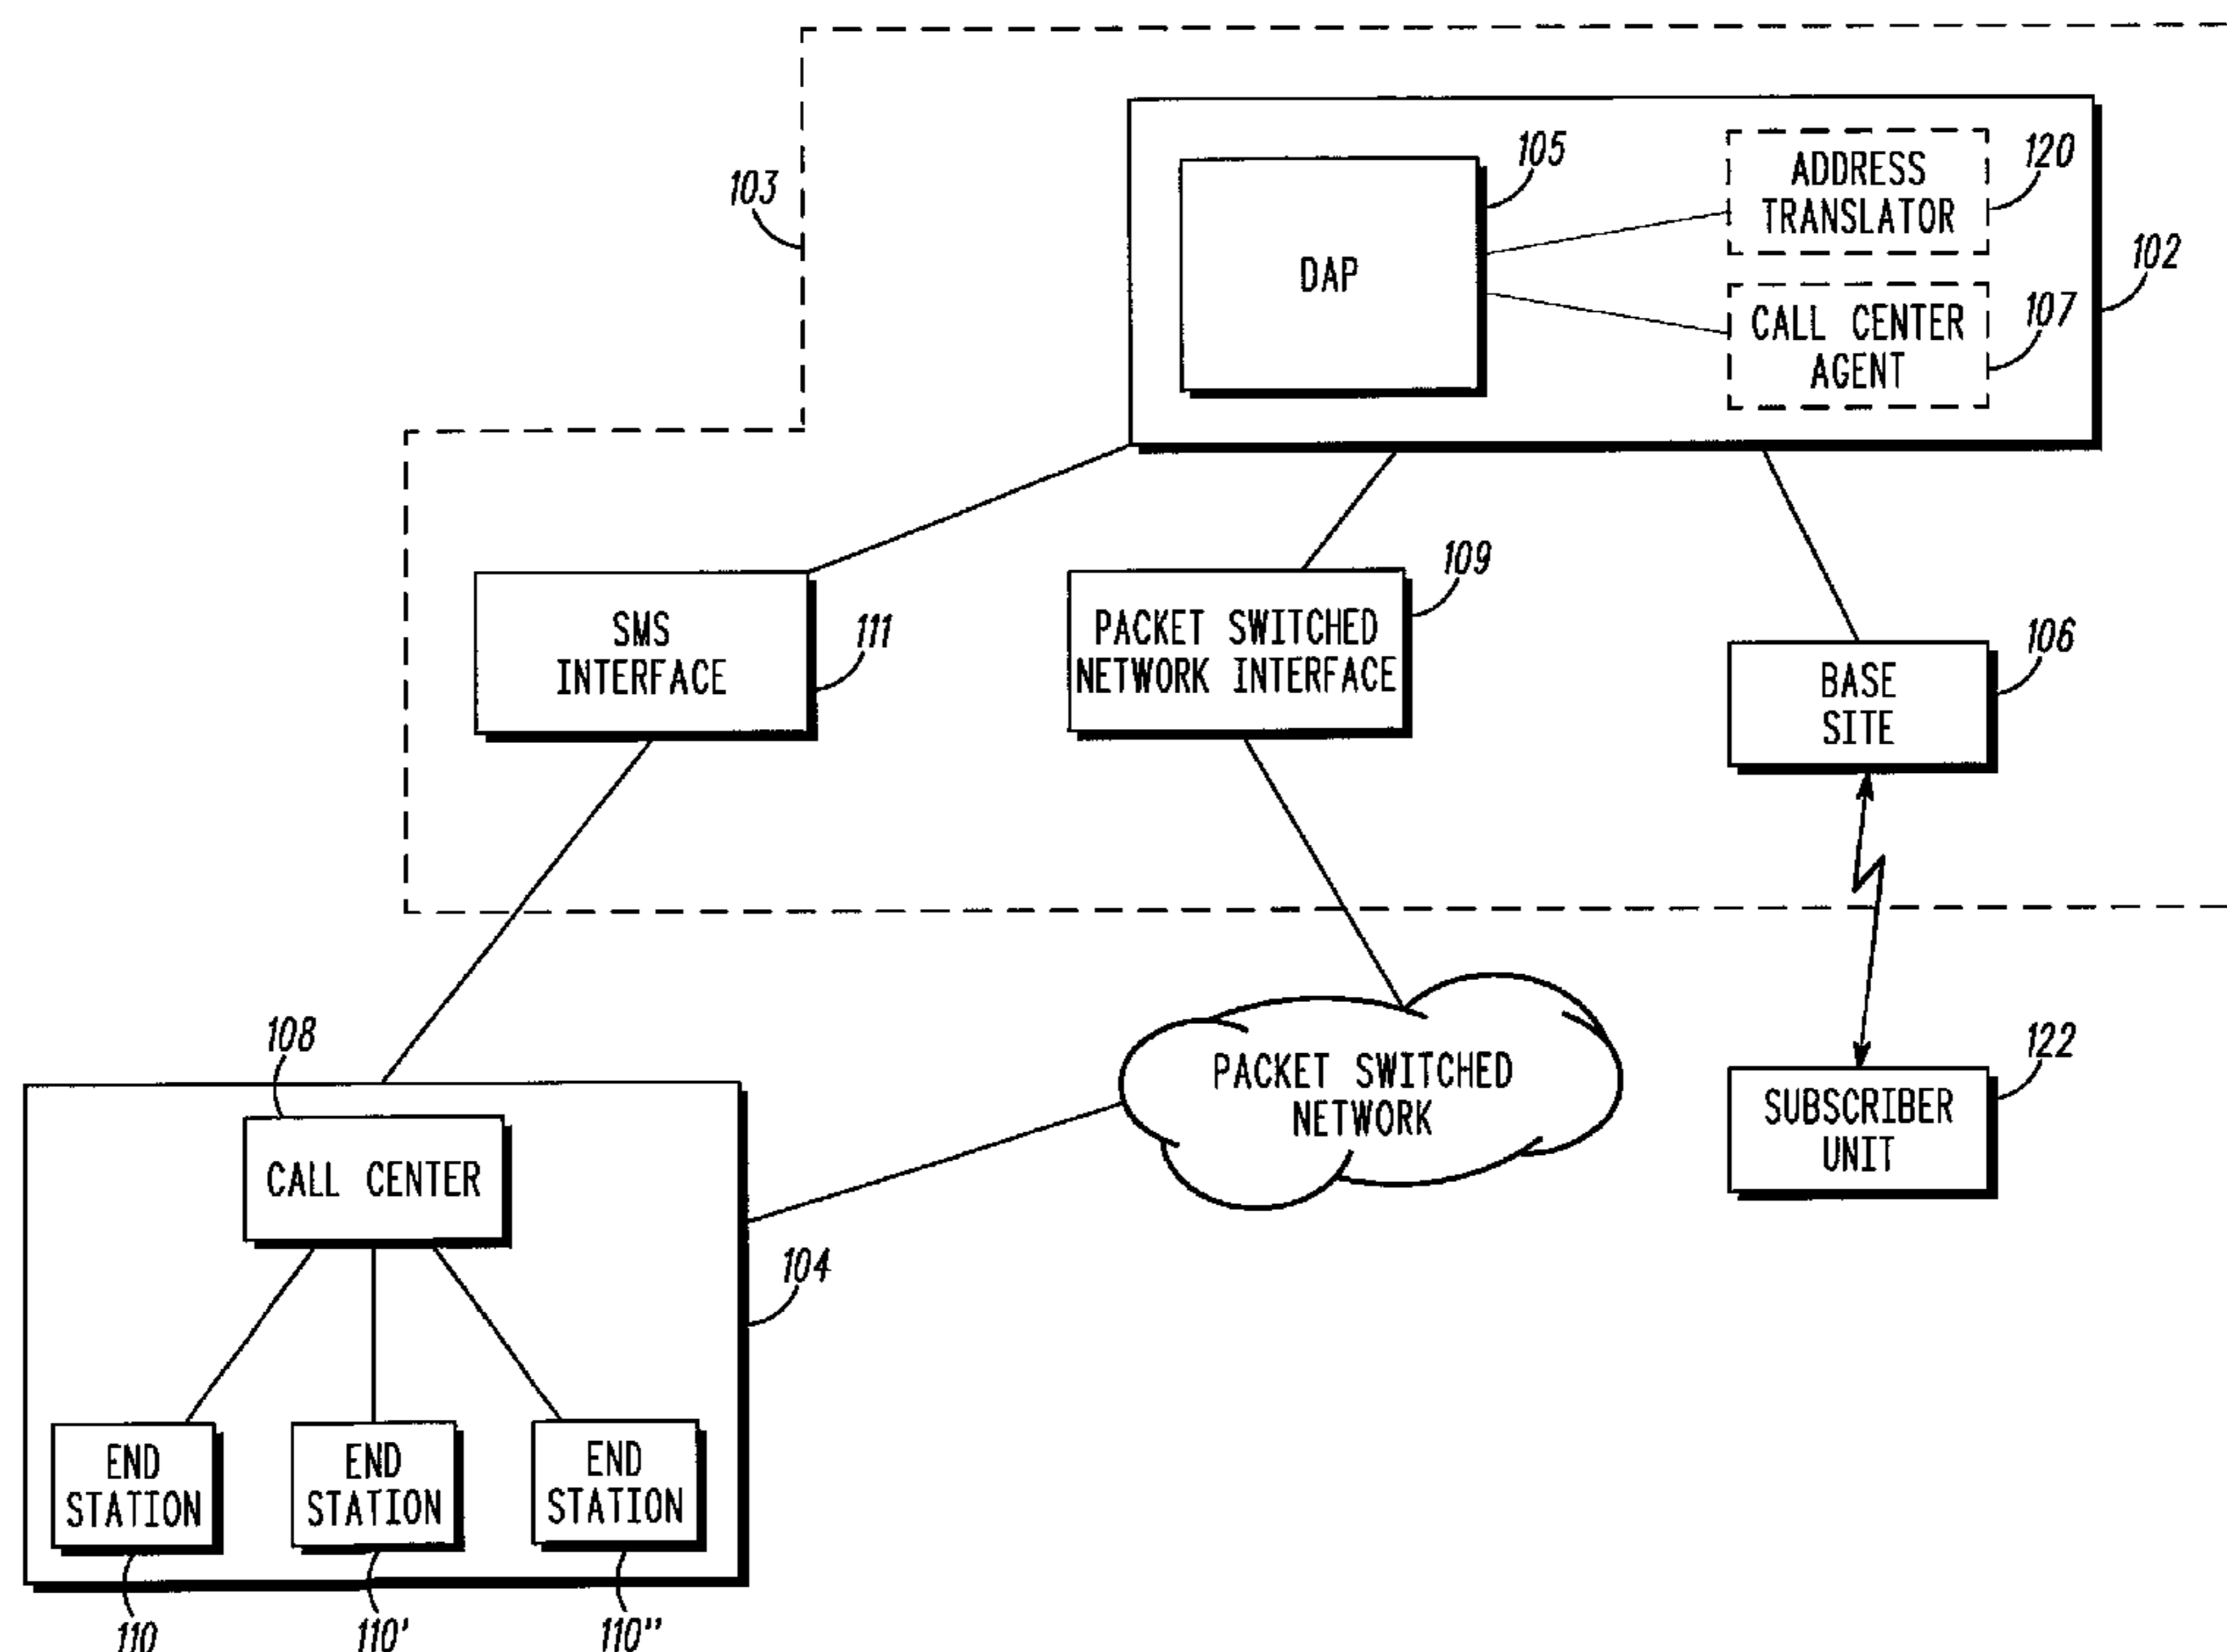 105
ADDRESS
TRANSLATOR
120
103
DAP
102
CALL CENTER
AGENT
107
SMS
INTERFACE
111
PACKET SWITCHED
NETWORK INTERFACE
109
BASE
SITE
106
108
CALL CENTER
PACKET SWITCHED
NETWORK
SUBSCRIBER
UNIT
122
104
END
STATION
END
STATION
END
STATION
110
110'
110"